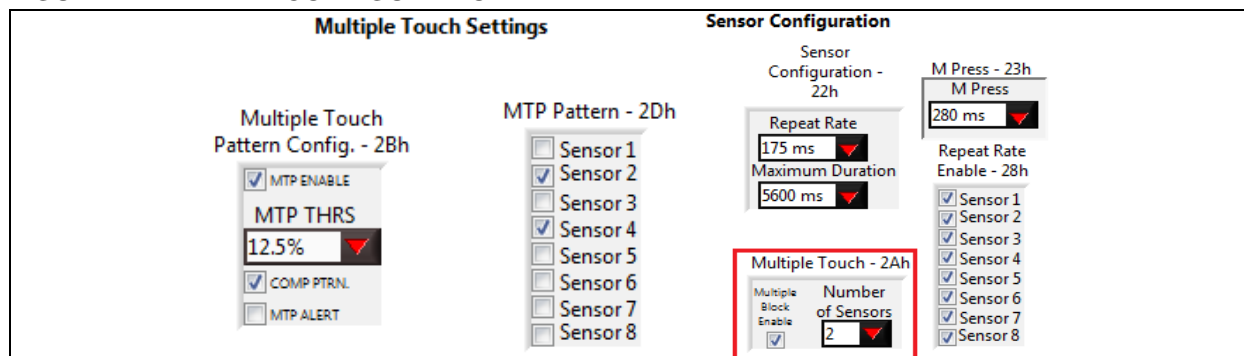 Multiple Touch Settings
Multiple Touch
Pattern Config. - 2Bh
MTP ENABLE
MTP THRS
12.5%
COMP PTRN.
MTP ALERT
MTP Pattern - 2Dh
Sensor 1
Sensor 2
Sensor 3
Sensor 4
Sensor 5
Sensor 6
Sensor 7
Sensor 8
Sensor Configuration
Sensor
Configuration -
22h
Repeat Rate
175 ms
Maximum Duration
5600 ms
Multiple Touch - 2Ah
Multiple
Block
Enable
Number
of Sensors
2
M Press - 23h
M Press
280 ms
Repeat Rate
Enable - 28h
Sensor 1
Sensor 2
Sensor 3
Sensor 4
Sensor 5
Sensor 6
Sensor 7
Sensor 8